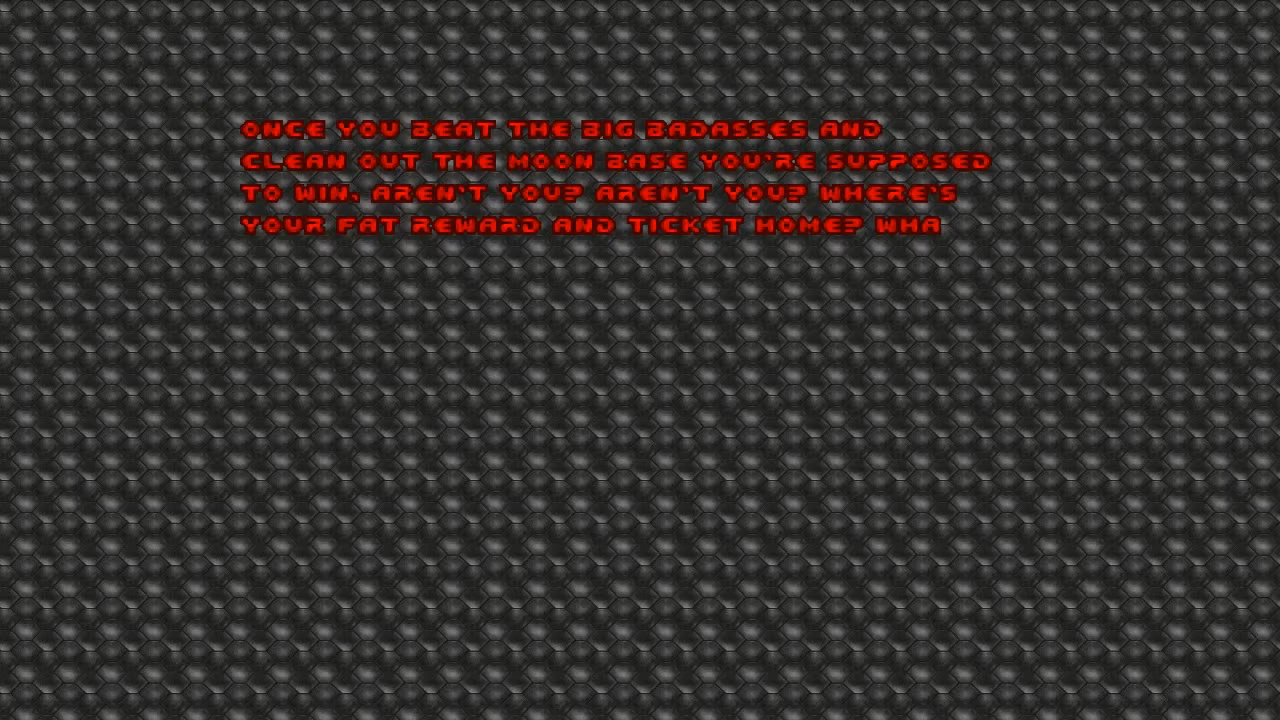 ONCE YOU BEAT THE BIG BADASSES AND
CLEAN OUT THE MOON BASE YOU'RE SUPPOSED
TO WIN, AREN'T YOU? AREN'T YOU? WHERE'S
YOUR FAT REWARD AND TICKET HOME? WHA